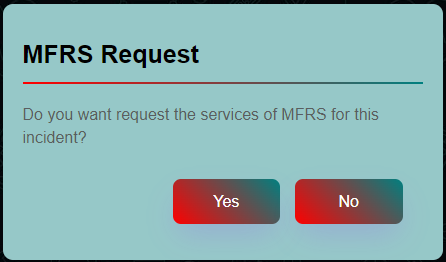 MFRS Request
Do you want request the services of MFRS for this
incident?
Yes
No